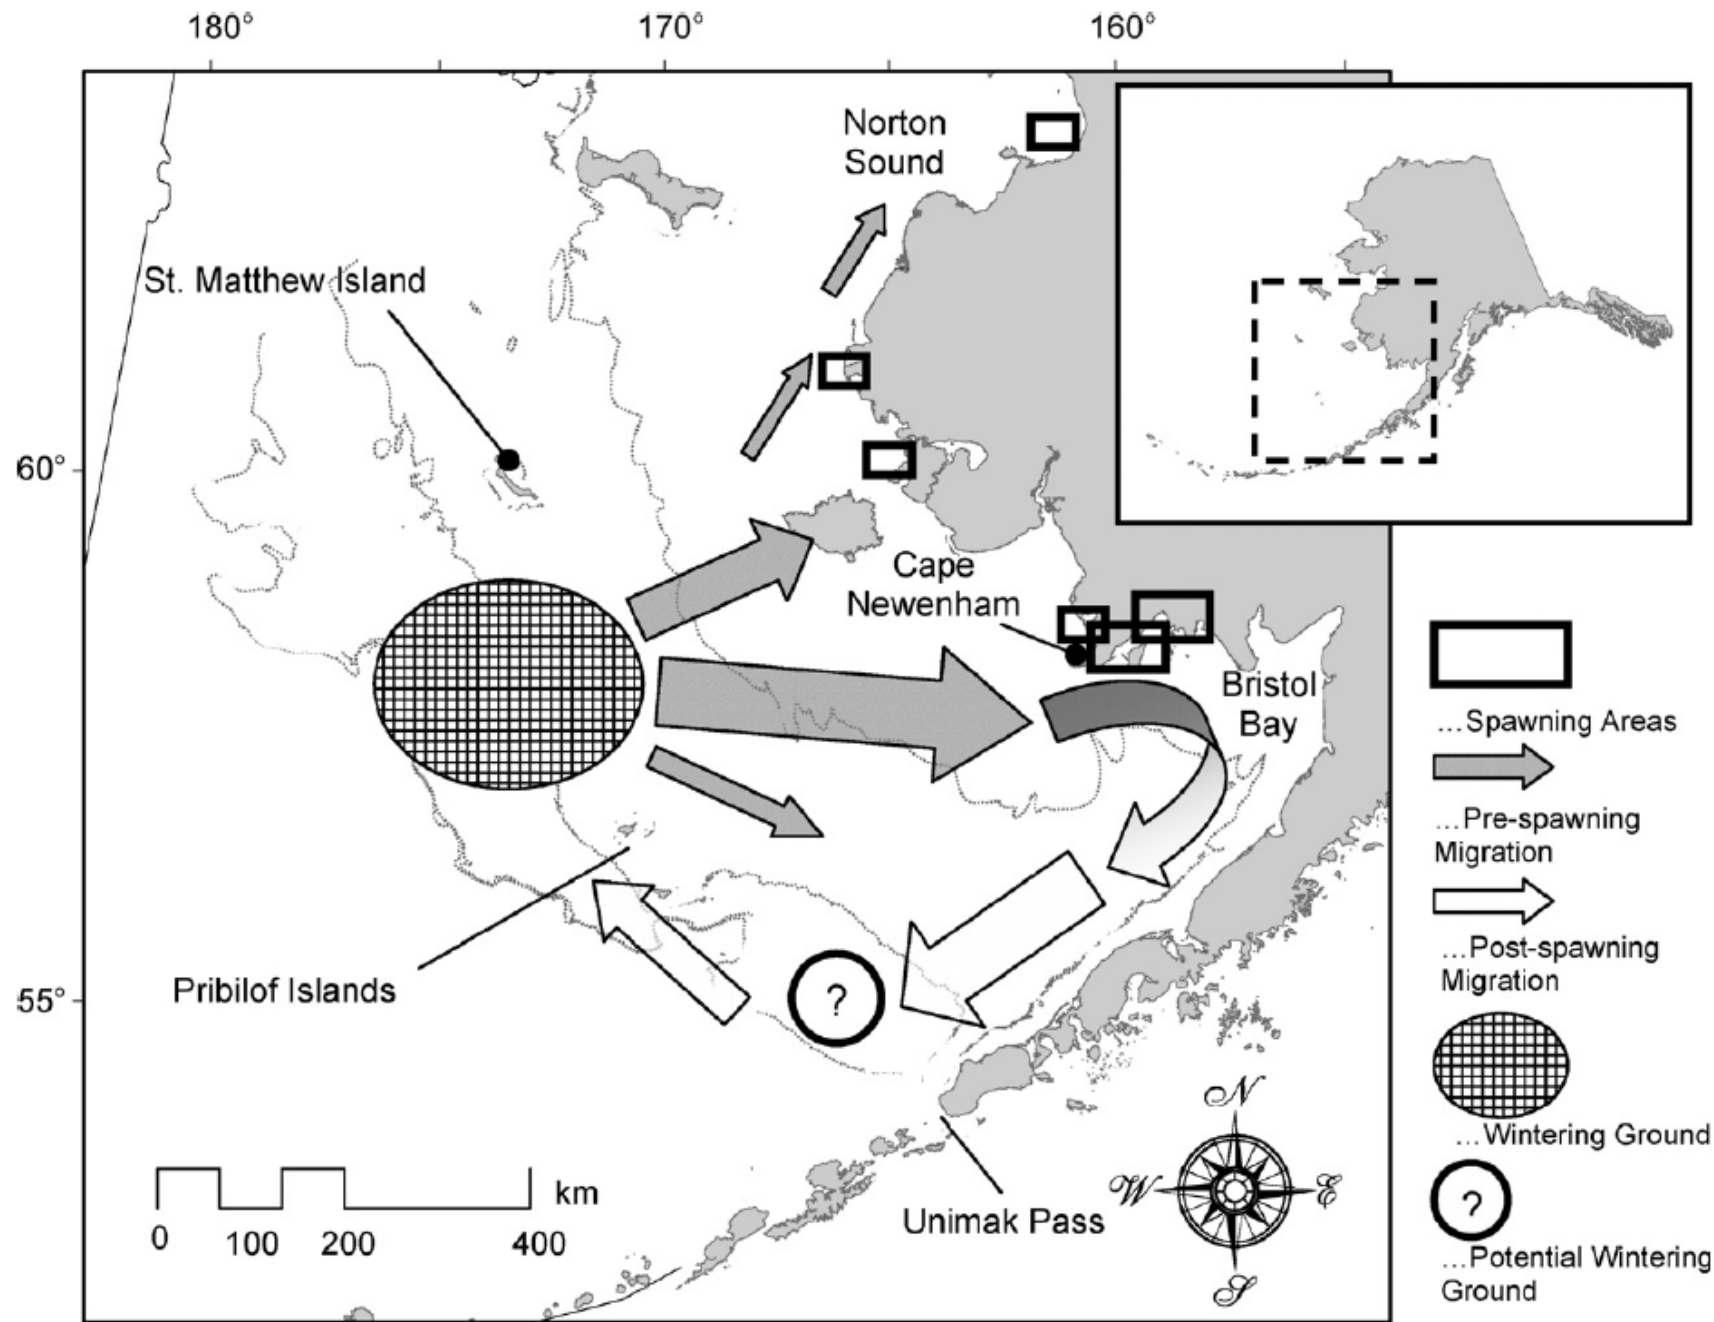 180°
170°
160°
Norton
Sound
St. Matthew Island
60°
Cape
Newenham
Bristol
Bay
Pribilof Islands
?
55°
Unimak Pass
km
0
100
200
400
N
W
E
S
...Spawning Areas
...Pre-spawning
Migration
...Post-spawning
Migration
...Wintering Ground
?
...Potential Wintering
Ground